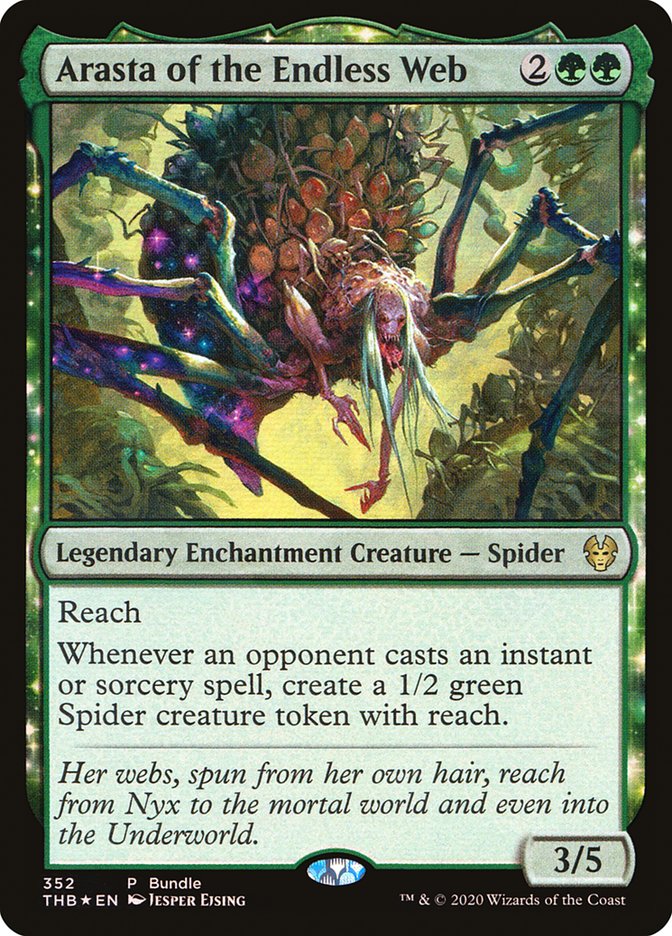 Arasta of the Endless Web 2
Legendary Enchantment Creature — Spider
Reach
Whenever an opponent casts an instant
or sorcery spell, create a 1/2 green
Spider creature token with reach.
Her webs, spun from her own hair, reach
from Nyx to the mortal world and even into
the Underworld.
3/5
352 P Bundle
THB★EN Jesper Ejsing
™ & © 2020 Wizards of the Coast